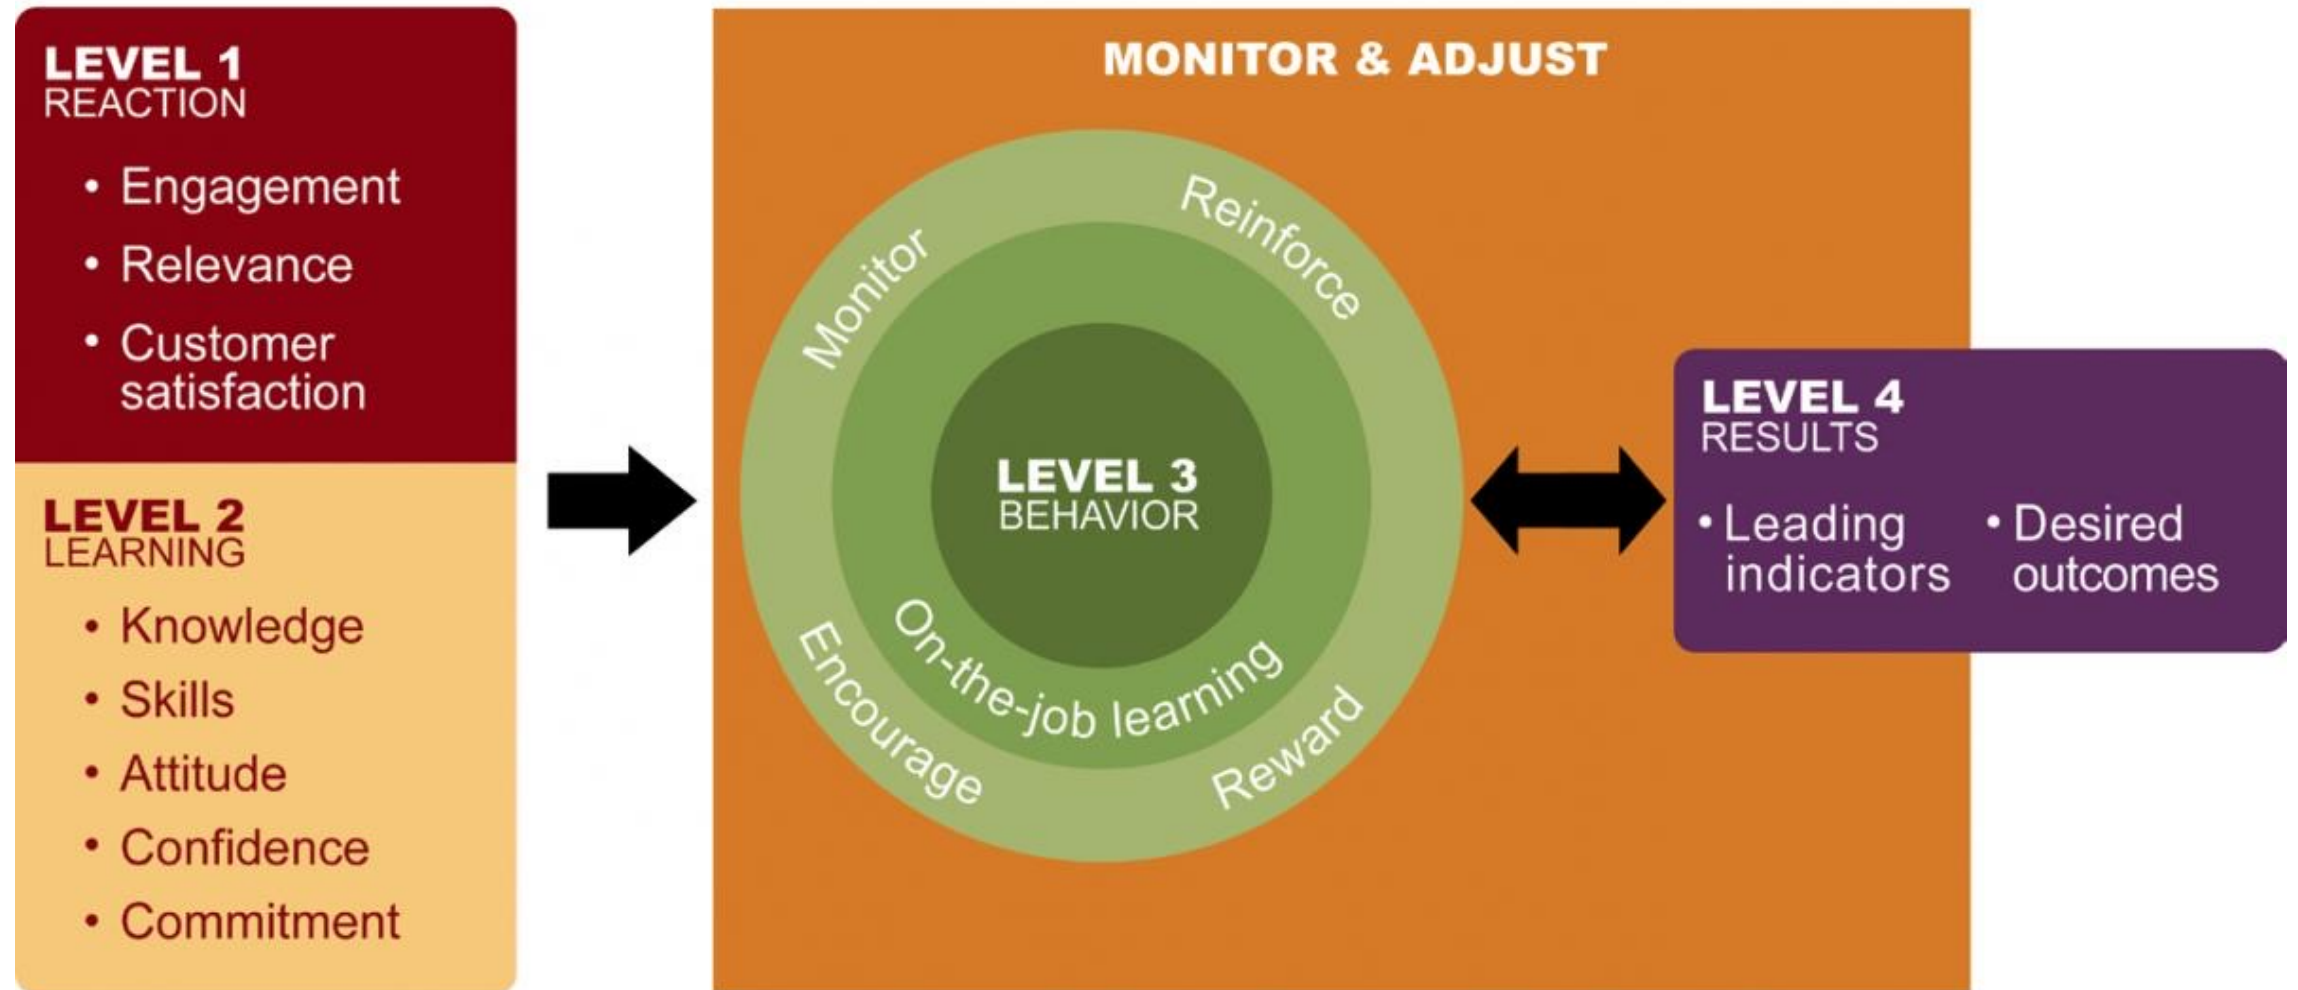 LEVEL 1
REACTION
• Engagement
• Relevance
• Customer
satisfaction
LEVEL 2
LEARNING
• Knowledge
• Skills
• Attitude
• Confidence
• Commitment
MONITOR & ADJUST
Monitor
Reinforce
LEVEL 3
BEHAVIOR
On-the-job learning
Encourage
Reward
LEVEL 4
RESULTS
• Leading
indicators
• Desired
outcomes